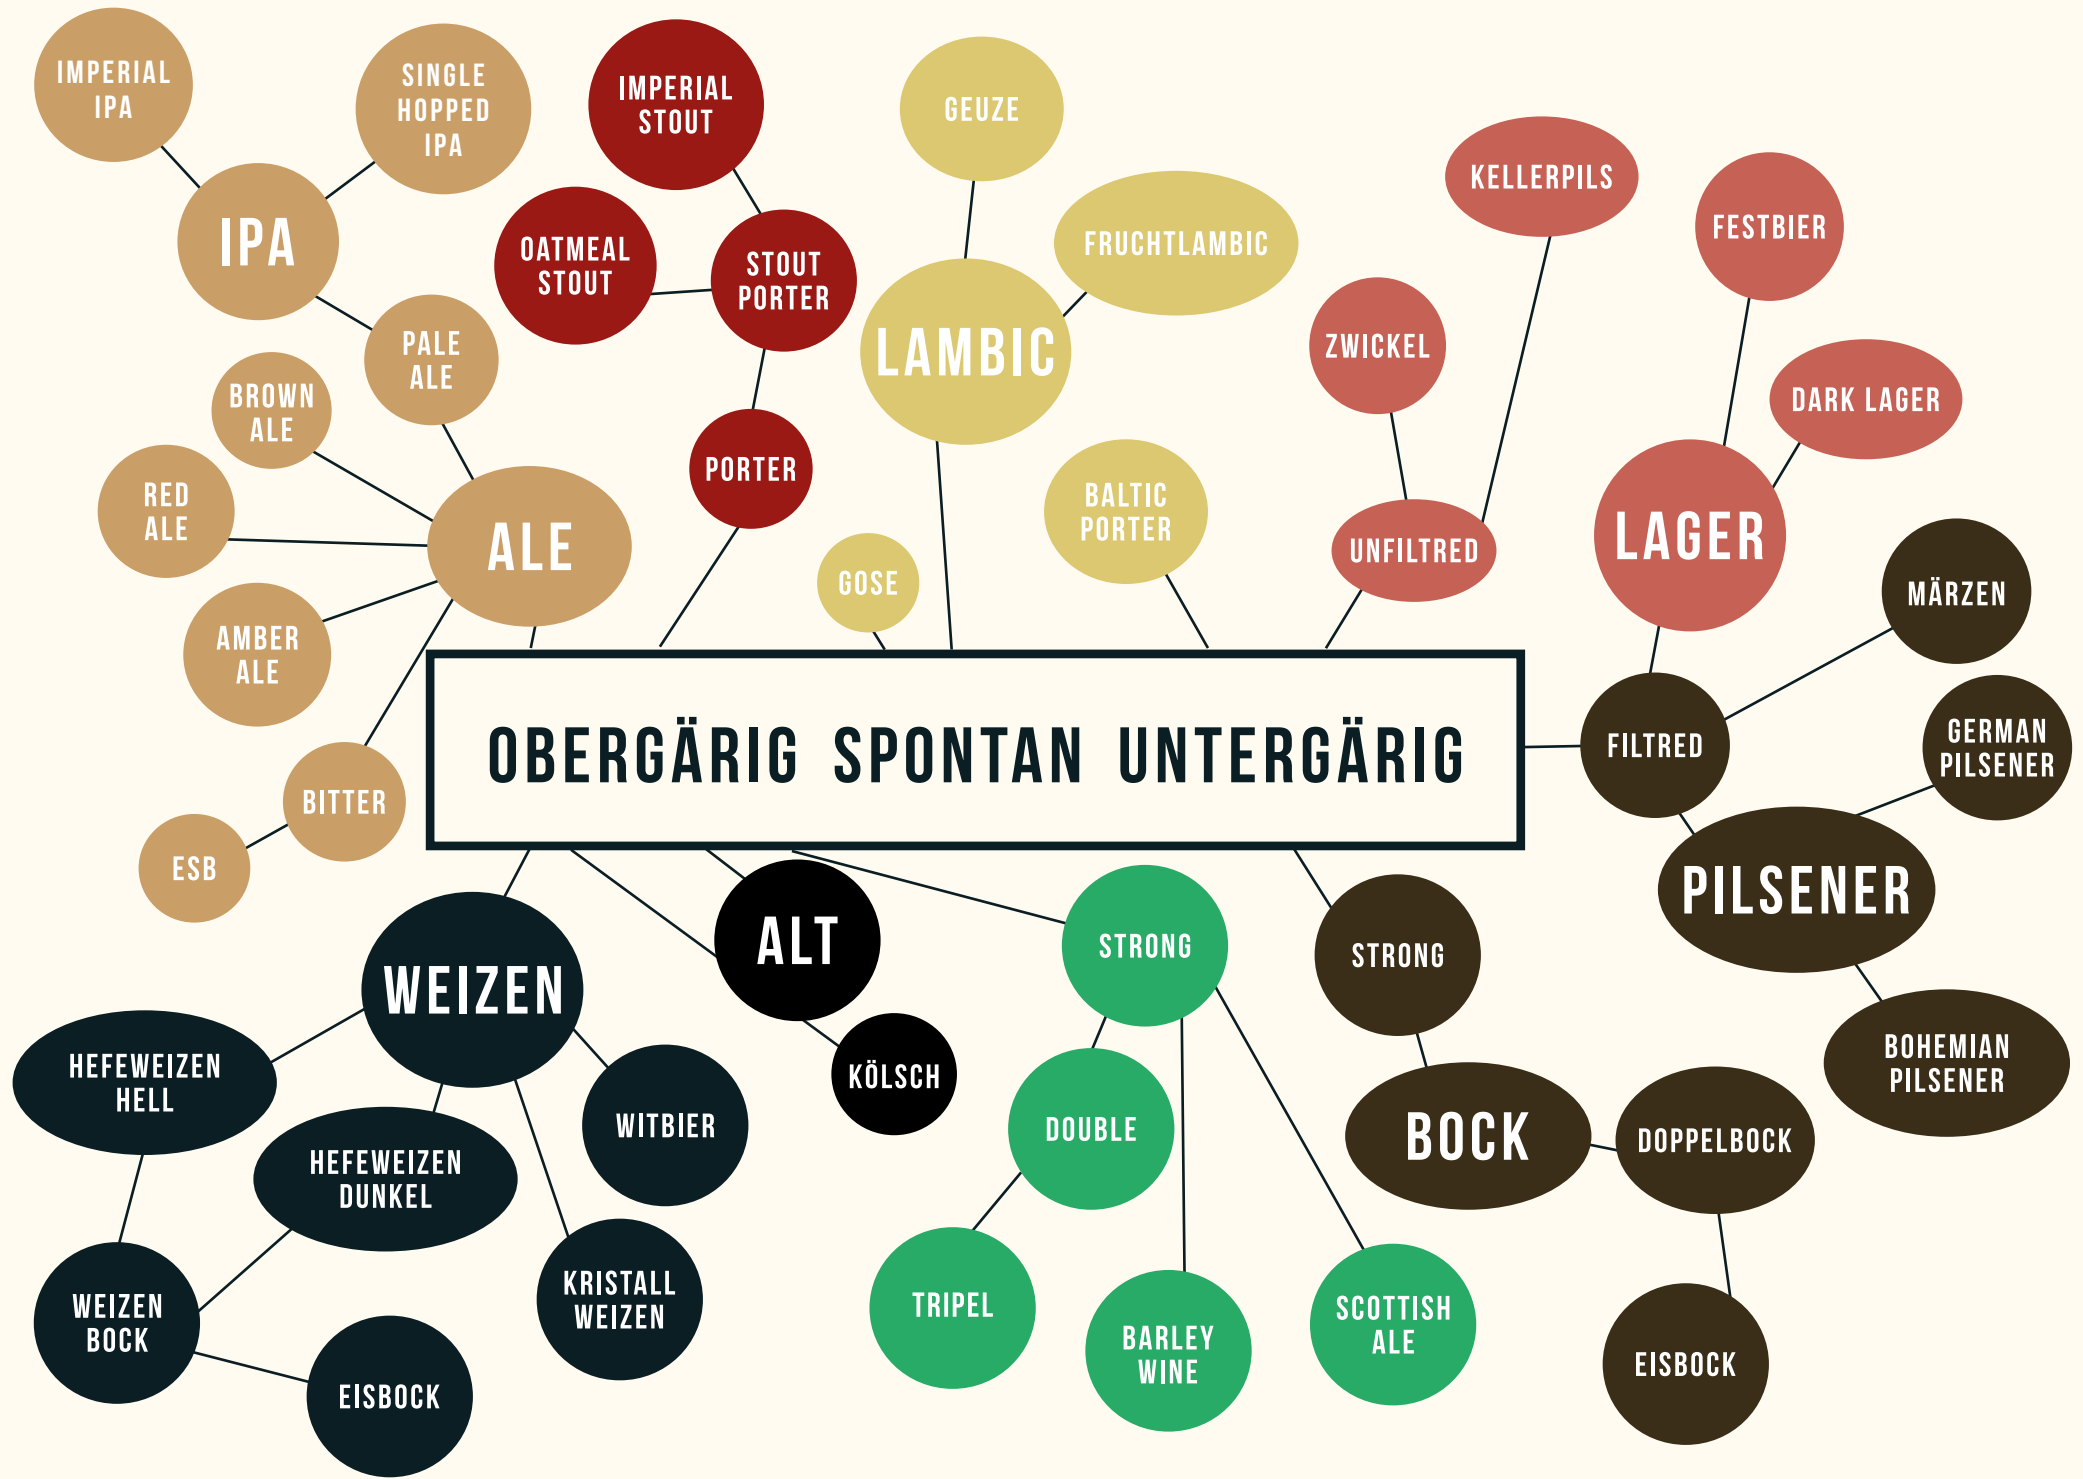 IMPERIAL
IPA
SINGLE
HOPPED
IPA
IPA
PALE
ALE
BROWN
ALE
RED
ALE
ALE
AMBER
ALE
BITTER
ESB
IMPERIAL
STOUT
OATMEAL
STOUT
STOUT
PORTER
PORTER
GEUZE
FRUCHTLAMBIC
LAMBIC
GOSE
BALTIC
PORTER
KELLERPILS
ZWICKEL
UNFILTRED
FESTBIER
DARK LAGER
LAGER
MÄRZEN
FILTRED
GERMAN
PILSENER
PILSENER
BOHEMIAN
PILSENER
OBERGÄRIG SPONTAN UNTERGÄRIG
WEIZEN
HEFEWEIZEN
HELL
HEFEWEIZEN
DUNKEL
WITBIER
KRISTALL
WEIZEN
WEIZEN
BOCK
EISBOCK
ALT
KÖLSCH
STRONG
DOUBLE
TRIPEL
BARLEY
WINE
SCOTTISH
ALE
STRONG
BOCK
DOPPELBOCK
EISBOCK